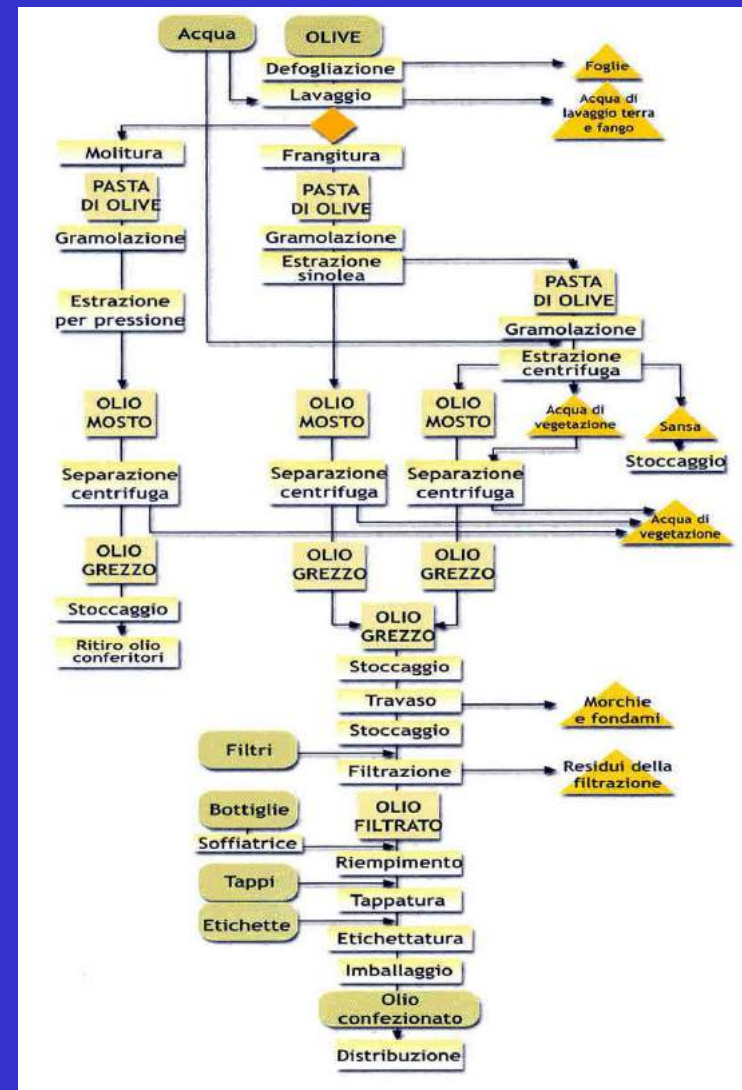 Acqua
OLIVE
Defogliazione
Foglie
Lavaggio
Acqua di
lavaggio terra
e fango
Molitura
Frangitura
PASTA
DI OLIVE
PASTA
DI OLIVE
Gramolazione
Gramolazione
Estrazione
sinolea
PASTA
DI OLIVE
Estrazione
per pressione
Gramolazione
Estrazione
centrifuga
OLIO
MOSTO
OLIO
MOSTO
OLIO
MOSTO
Acqua di
vegetazione
Sansa
Stoccaggio
Separazione
centrifuga
Separazione
centrifuga
Separazione
centrifuga
Acqua di
vegetazione
OLIO
GREZZO
OLIO
GREZZO
OLIO
GREZZO
Stoccaggio
Ritiro olio
conferitori
OLIO
GREZZO
Stoccaggio
Travaso
Morchie
e fondami
Stoccaggio
Filtri
Filtrazione
Residui della
filtrazione
Bottiglie
OLIO
FILTRATO
Soffiatrice
Riempimento
Tappi
Tappatura
Etichette
Etichettatura
Imballaggio
Olio
confezionato
Distribuzione